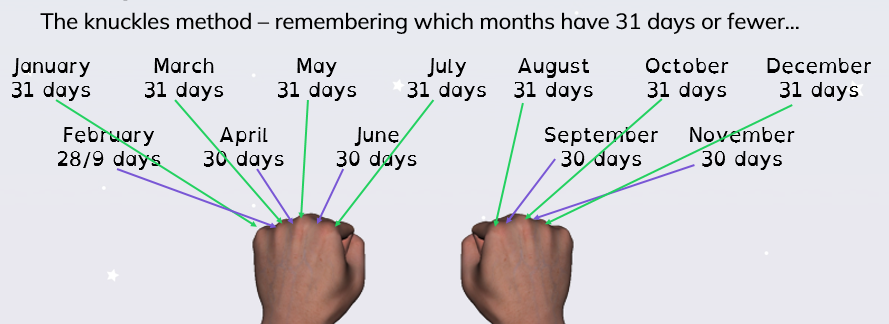 The knuckles method – remembering which months have 31 days or fewer...
January March May July August October December
31 days 31 days 31 days 31 days 31 days 31 days 31 days
February April June September November
28/9 days 30 days 30 days 30 days 30 days